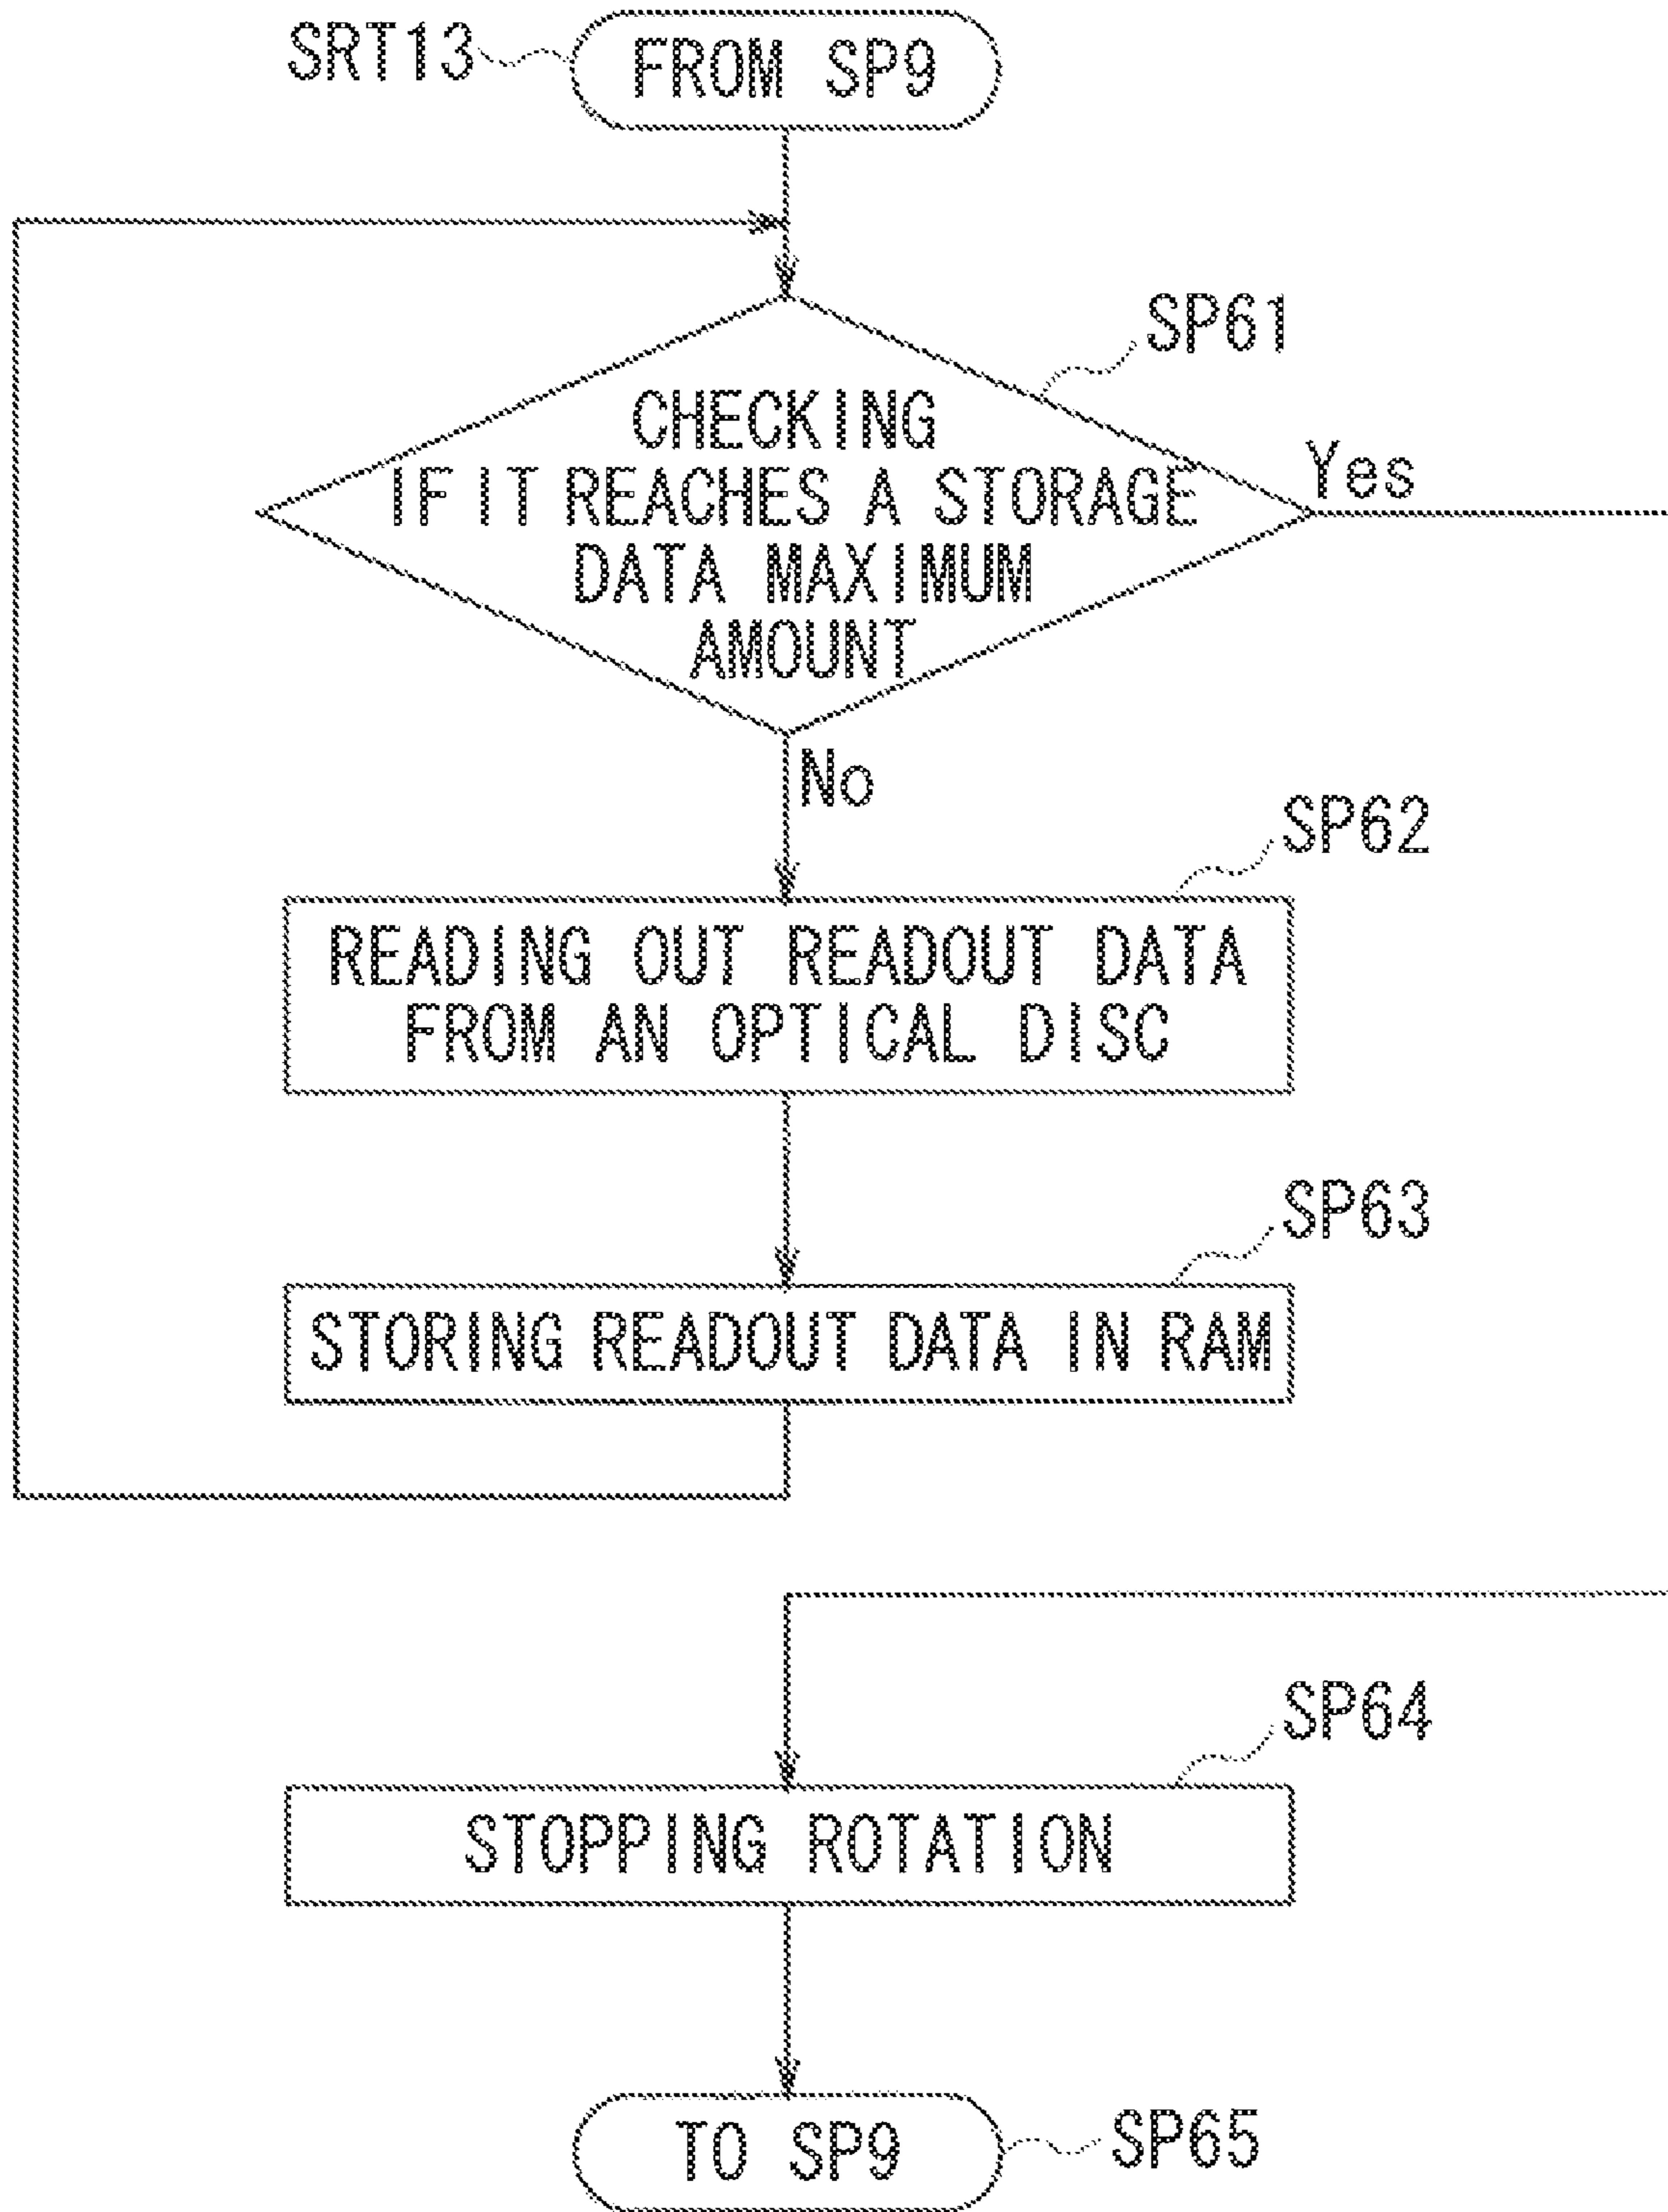 SRT13
FROM SP9
SP61
CHECKING
IF IT REACHES A STORAGE
DATA MAXIMUM
AMOUNT
Yes
No
SP62
READING OUT READOUT DATA
FROM AN OPTICAL DISC
SP63
STORING READOUT DATA IN RAM
SP64
STOPPING ROTATION
TO SP9
SP65